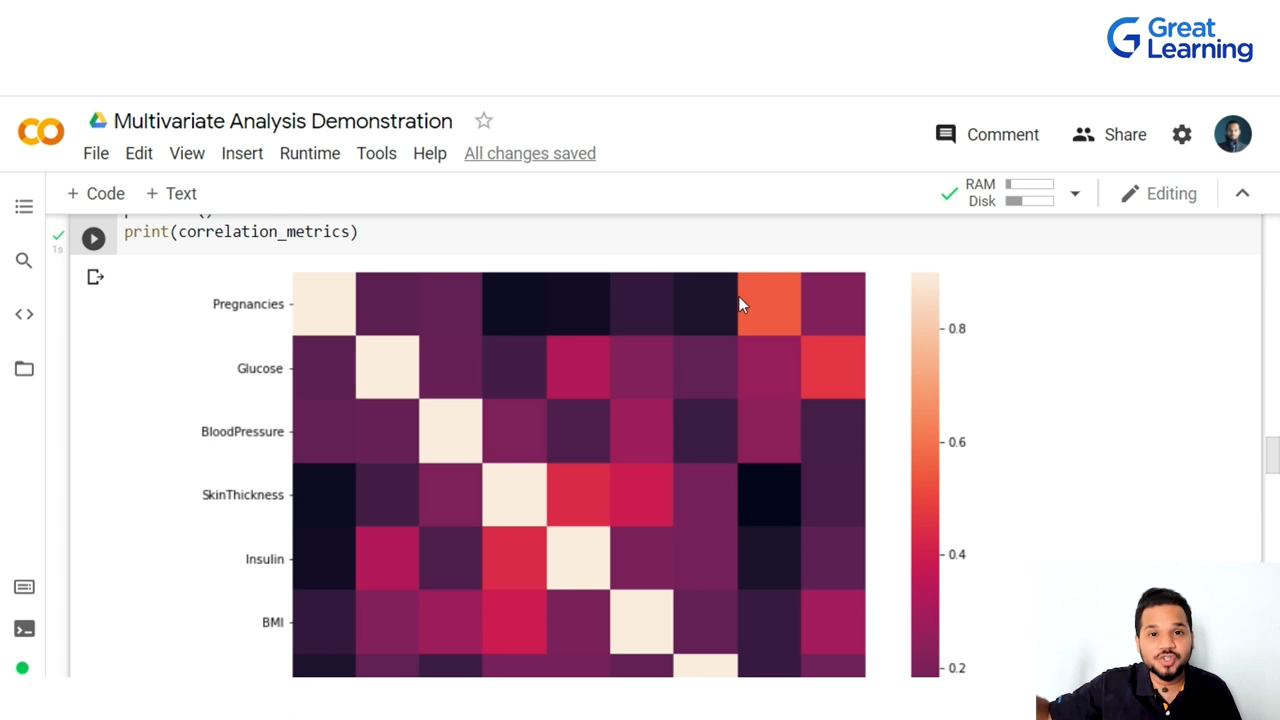 Great
Learning
Multivariate Analysis Demonstration
Comment
Share
File Edit View Insert Runtime Tools Help All changes saved
+ Code + Text
RAM
Disk
Editing
print(correlation_metrics)
1s
Pregnancies
Glucose
BloodPressure
SkinThickness
Insulin
BMI
0.8
0.6
0.4
0.2